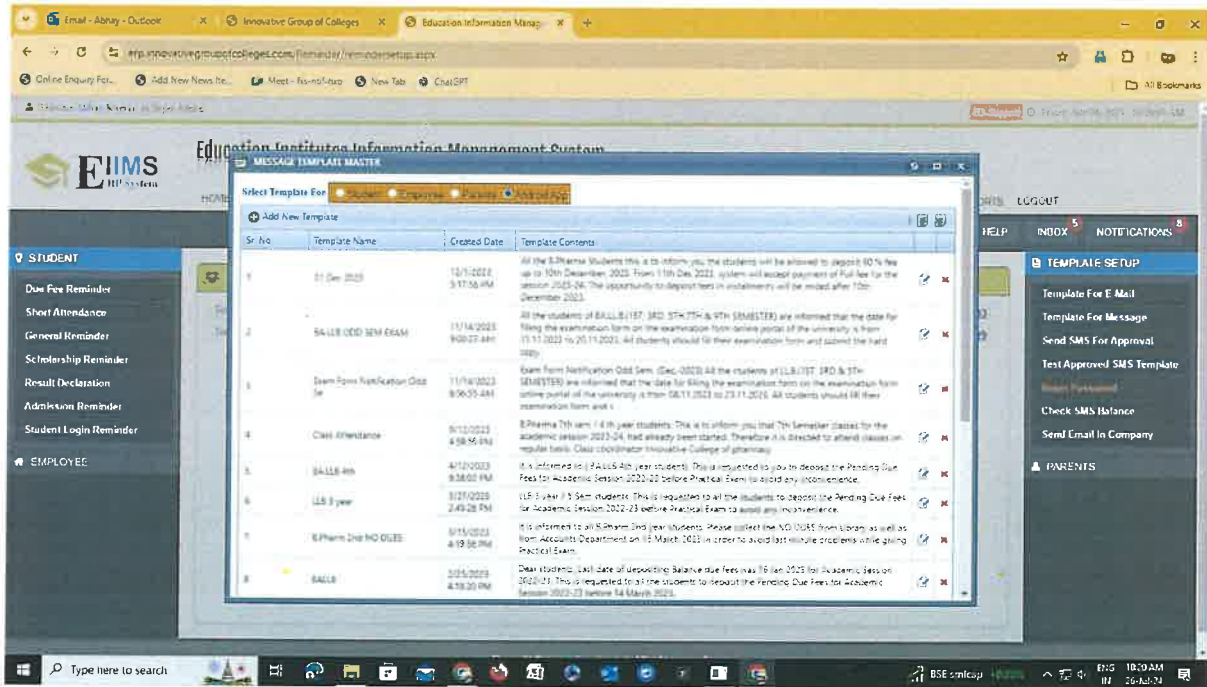 Email - Abhay - Outlook
Innovative Group of Colleges
Education Information Manag
erp.innovativegroupofcolleges.com/Reminder/remindersetup.aspx
Online Enquiry For...
Add New News Ite...
Meet -
New Tab
ChatGPT
All Bookmarks
EIIMS
ERP System
Education Institutes Information Management System
HOME
LOGOUT
HELP
INBOX 5
NOTIFICATIONS 8
STUDENT
Due Fee Reminder
Short Attendance
General Reminder
Scholarship Reminder
Result Declaration
Admission Reminder
Student Login Reminder
EMPLOYEE
MESSAGE TEMPLATE MASTER
Select Template For Student Employee Parents Android App
Add New Template
Sr. No. Template Name Created Date Template Contents
1 01 Dec 2023 12/1/2023 3:17:56 PM
All the B.Pharma Students this is to inform you the students will be allowed to deposit 60 % fee
up to 10th December, 2023. From 11th Dec 2023, system will accept payment of Full fee for the
session 2023-24. The opportunity to deposit fees in instalments will be ended after 10th
December 2023.
2 BA-LLB ODD SEM EXAM 11/14/2023 9:00:27 AM
All the students of BA.LL.B.(1ST, 3RD, 5TH,7TH & 9TH SEMESTER) are informed that the date for
filling the examination form on the examination form online portal of the university is from
11.11.2023 to 20.11.2023. All students should fill their examination form and submit the hard
copy.
3 Exam Form Notification Odd Se 11/14/2023 8:56:55 AM
Exam Form Notification Odd Sem. (Dec.-2023) All the students of LL.B.(1ST, 3RD & 5TH
SEMESTER) are informed that the date for filling the examination form on the examination form
online portal of the university is from 08.11.2023 to 20.11.2023. All students should fill their
examination form and s
4 Class Attendance 4:58:56 PM
B.Pharma 7th sem / 4 th year students. This is to inform you that 7th Semester classes for the
academic session 2023-24, had already been started. Therefore it is directed to attend classes on
regular basis. Class coordinator Innovative College of pharmacy
5 BALLB 4th 4/12/2023
It is informed to ( BALLB 4th year students). This is requested to you to deposit the Pending Due
Fees for Academic Session 2022-23 before Practical Exam to avoid any inconvenience.
6 LLB 3 year 3/27/2023 2:43:28 PM
LLB 3 year / 5 Sem students. This is requested to all the students to deposit the Pending Due Fees
for Academic Session 2022-23 before Practical Exam to avoid any inconvenience.
7 B.Pharm 2nd NO DUES 3/15/2023 4:19:58 PM
It is informed to all B.Pharm 2nd year students. Please collect the NO DUES from Library as well as
from Accounts Department on 16 March 2023 in order to avoid last minute problems while giving
Practical Exam.
8 BALLB 4:18:20 PM
Dear students, Last date of depositing Balance due fees was 16 Jan 2023 for Academic Session
2022-23. This is requested to all the students to deposit the Pending Due Fees for Academic
Session 2022-23 before 14 March 2023.
TEMPLATE SETUP
Template For E-Mail
Template For Message
Send SMS For Approval
Test Approved SMS Template
Check SMS Balance
Send Email In Company
PARENTS
Type here to search
BSE smlcap
ENG
IN
10:20 AM
26-Jul-24